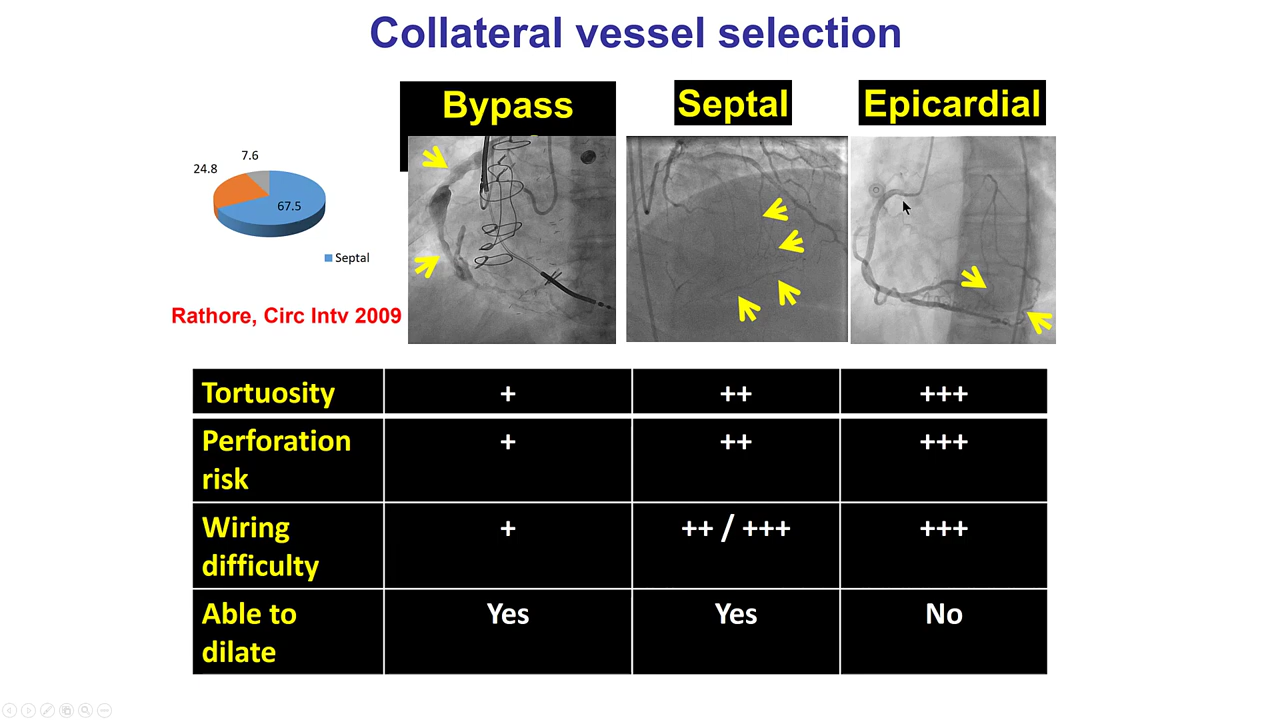 Collateral vessel selection
Bypass
Septal
Epicardial
7.6
24.8
67.5
Septal
Rathore, Circ Intv 2009
Tortuosity + ++ +++
Perforation
risk + ++ +++
Wiring
difficulty + ++ / +++ +++
Able to
dilate Yes Yes No